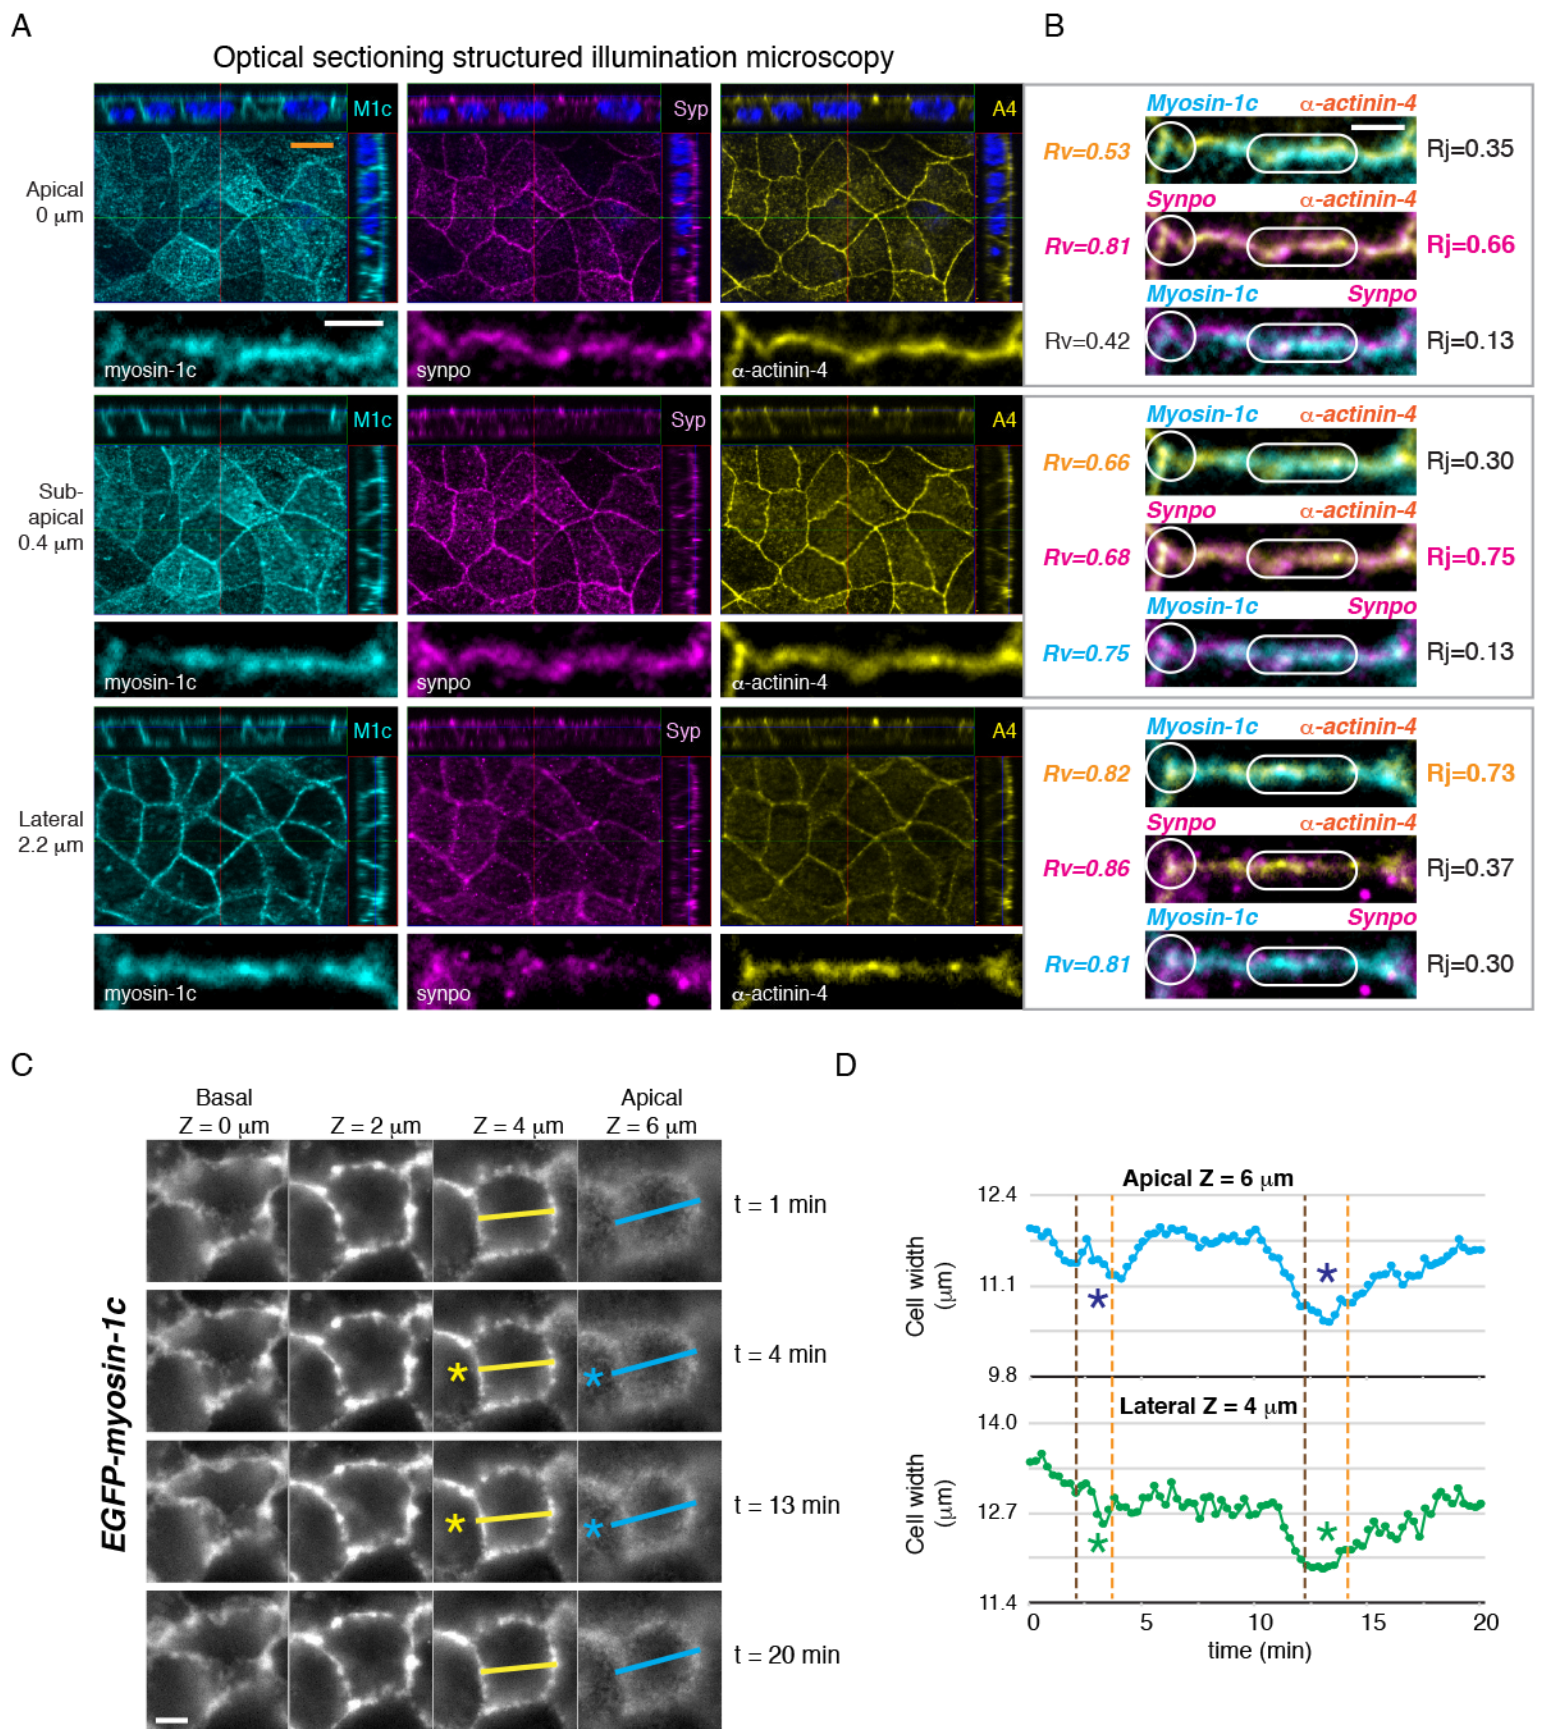 A
B
Optical sectioning structured illumination microscopy
M1c
Syp
A4
Apical
0 μm
myosin-1c
synpo
α-actinin-4
Myosin-1c α-actinin-4
Rv=0.53
Rj=0.35
Synpo α-actinin-4
Rv=0.81
Rj=0.66
Myosin-1c Synpo
Rv=0.42
Rj=0.13
M1c
Syp
A4
Sub-
apical
0.4 μm
myosin-1c
synpo
α-actinin-4
Myosin-1c α-actinin-4
Rv=0.66
Rj=0.30
Synpo α-actinin-4
Rv=0.68
Rj=0.75
Myosin-1c Synpo
Rv=0.75
Rj=0.13
M1c
Syp
A4
Lateral
2.2 μm
myosin-1c
synpo
α-actinin-4
Myosin-1c α-actinin-4
Rv=0.82
Rj=0.73
Synpo α-actinin-4
Rv=0.86
Rj=0.37
Myosin-1c Synpo
Rv=0.81
Rj=0.30
C
Basal
Z = 0 μm
Z = 2 μm
Z = 4 μm
Apical
Z = 6 μm
EGFP-myosin-1c
t = 1 min
* * t = 4 min
* * t = 13 min
t = 20 min
D
Apical Z = 6 μm
12.4
11.1
9.8
Cell width
(μm)
* *
Lateral Z = 4 μm
14.0
12.7
11.4
Cell width
(μm)
* *
0 5 10 15 20
time (min)